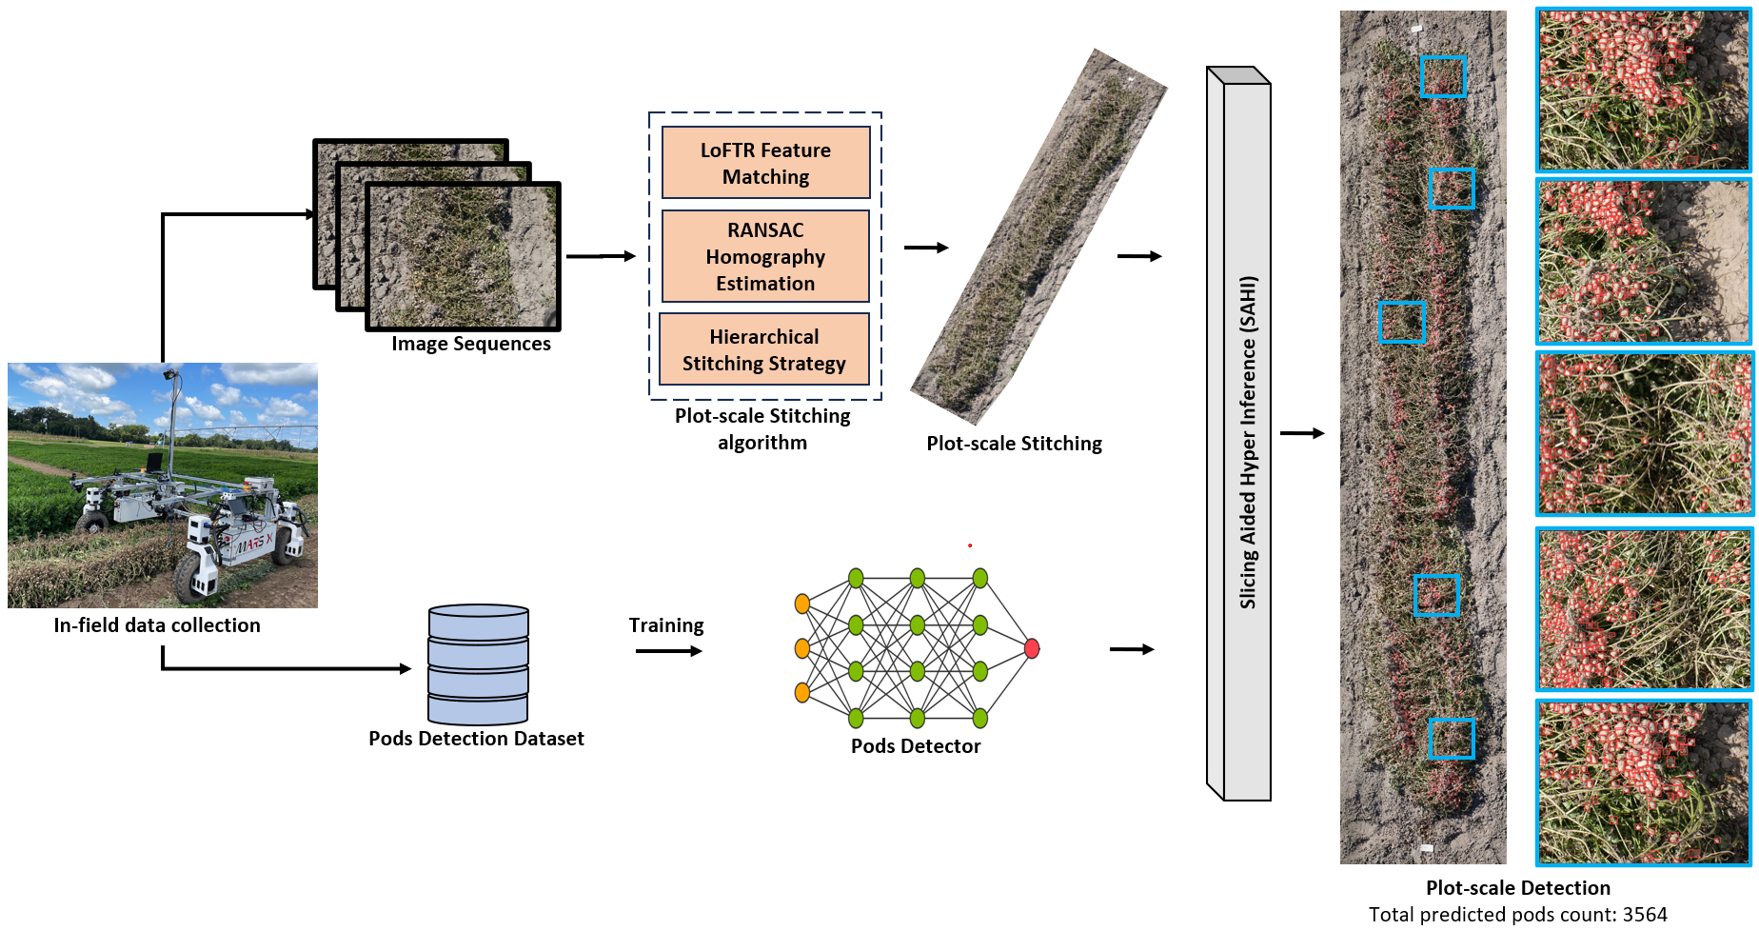 LoFTR Feature
Matching
RANSAC
Homography
Estimation
Hierarchical
Stitching Strategy
Image Sequences
Plot-scale Stitching
algorithm
Plot-scale Stitching
Slicing Aided Hyper Inference (SAHI)
MARS X
In-field data collection
Training
Pods Detection Dataset
Pods Detector
Plot-scale Detection
Total predicted pods count: 3564